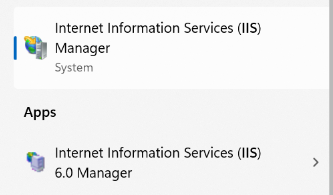 Internet Information Services (IIS)
Manager
System
Apps
Internet Information Services (IIS)
6.0 Manager